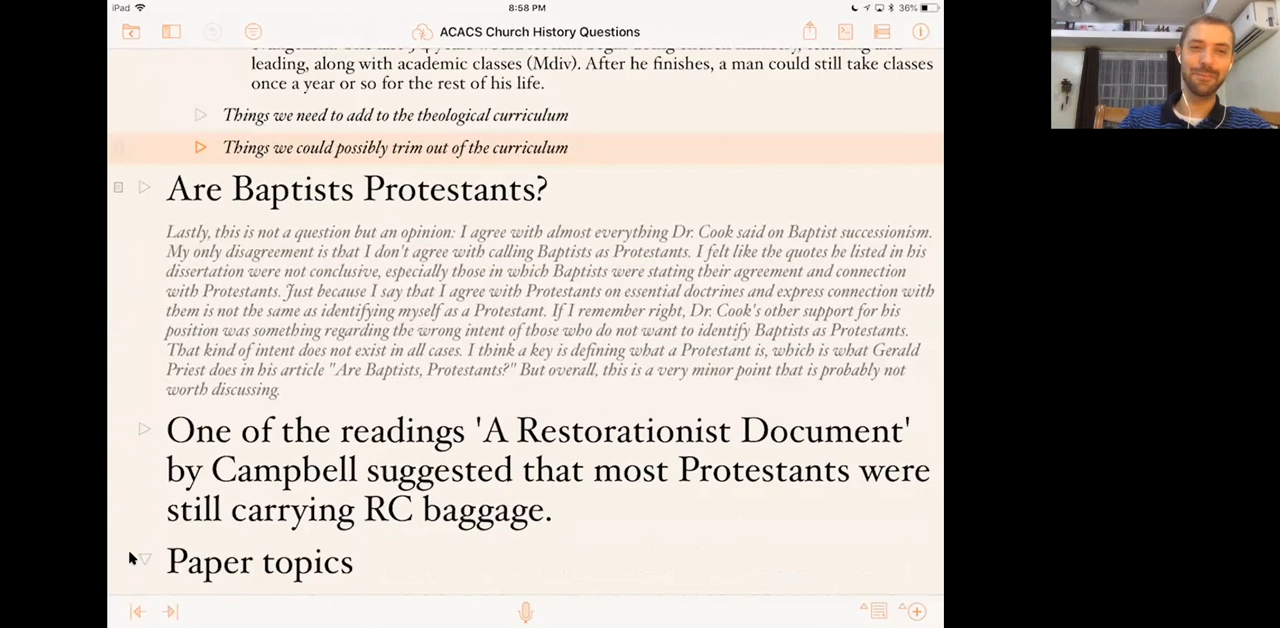 iPad
8:58 PM
36%
ACACS Church History Questions
leading, along with academic classes (Mdiv). After he finishes, a man could still take classes
once a year or so for the rest of his life.
Things we need to add to the theological curriculum
Things we could possibly trim out of the curriculum
Are Baptists Protestants?
Lastly, this is not a question but an opinion: I agree with almost everything Dr. Cook said on Baptist successionism.
My only disagreement is that I don't agree with calling Baptists as Protestants. I felt like the quotes he listed in his
dissertation were not conclusive, especially those in which Baptists were stating their agreement and connection
with Protestants. Just because I say that I agree with Protestants on essential doctrines and express connection with
them is not the same as identifying myself as a Protestant. If I remember right, Dr. Cook's other support for his
position was something regarding the wrong intent of those who do not want to identify Baptists as Protestants.
That kind of intent does not exist in all cases. I think a key is defining what a Protestant is, which is what Gerald
Priest does in his article "Are Baptists, Protestants?" But overall, this is a very minor point that is probably not
worth discussing.
One of the readings 'A Restorationist Document'
by Campbell suggested that most Protestants were
still carrying RC baggage.
Paper topics